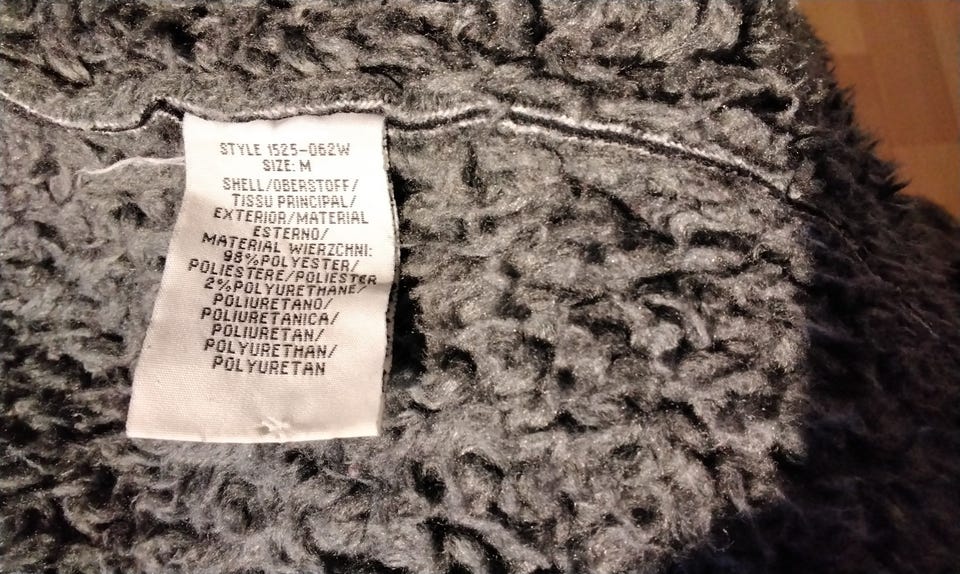 STYLE 1525-062W
SIZE: M
SHELL/OBERSTOFF/
TISSU PRINCIPAL/
EXTERIOR/MATERIAL
ESTERNO/
MATERIAL WIERZCHNI:
98%POLYESTER/
POLIESTERE/POLIESTER
2%POLYURETHANE/
POLIURETANO/
POLIURETANICA/
POLIURETAN/
POLYURETHAN/
POLYURETAN